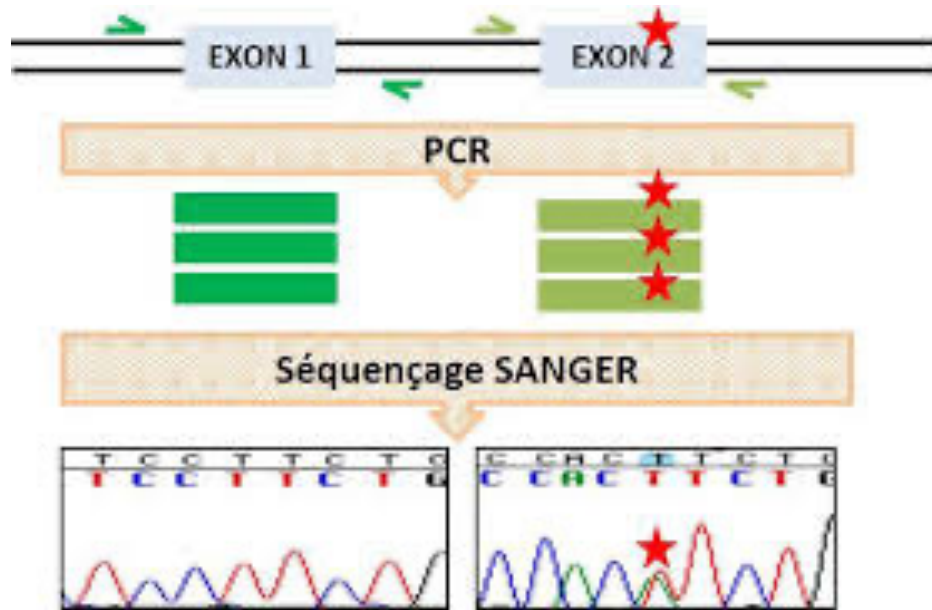 EXON 1 EXON 2
PCR
Séquençage SANGER
T C C T T C T G
T C C T T C T G
C C A C T T C T G